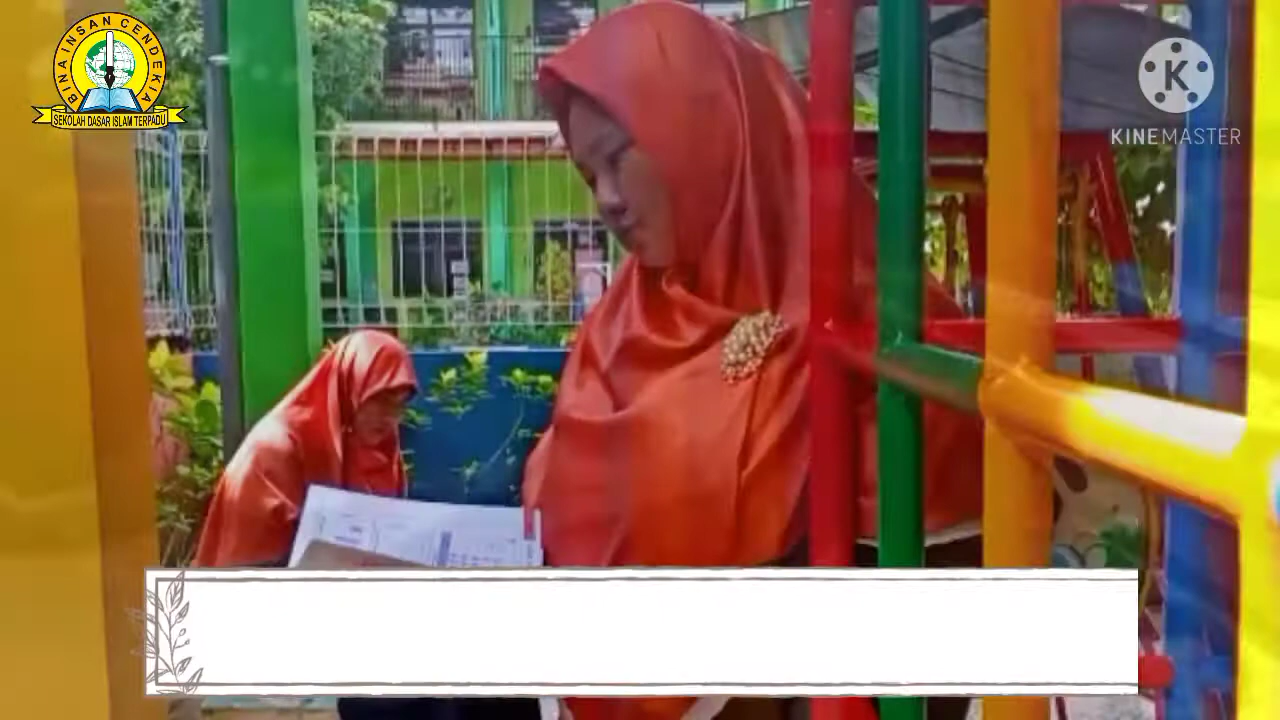 BINA INSAN CENDEKIA
SEKOLAH DASAR ISLAM TERPADU
K
KINEMASTER